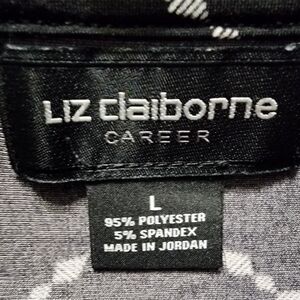 LIZ claiborne
CAREER
L
95% POLYESTER
5% SPANDEX
MADE IN JORDAN